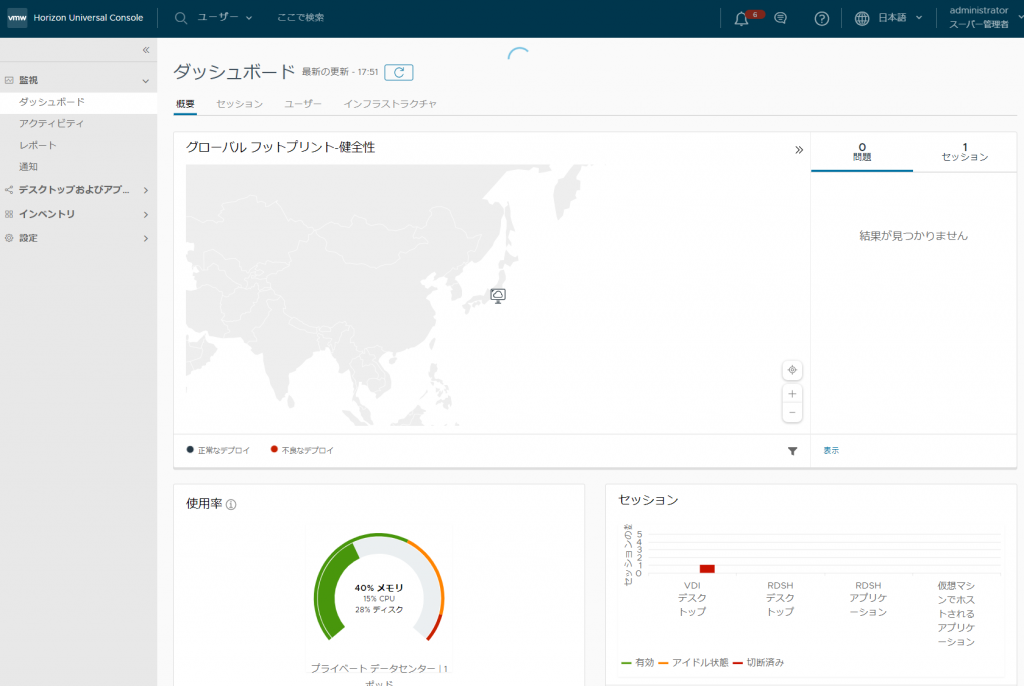 vmw Horizon Universal Console
ユーザー
ここで検索
6
日本語
administrator
スーパー管理者
監視
ダッシュボード
アクティビティ
レポート
通知
デスクトップおよびアプ...
インベントリ
設定
ダッシュボード 最新の更新 - 17:51
概要 セッション ユーザー インフラストラクチャ
グローバル フットプリント-健全性
0
問題
1
セッション
結果が見つかりません
正常なデプロイ 不良なデプロイ
表示
使用率
40% メモリ
15% CPU
28% ディスク
プライベート データセンター | 1
ポッド
セッション
セッションの数
5
4
3
2
1
0
VDI
デスク
トップ
RDSH
デスク
トップ
RDSH
アプリケ
ーション
仮想マシ
ンでホス
トされる
アプリケ
ーション
有効 アイドル状態 切断済み